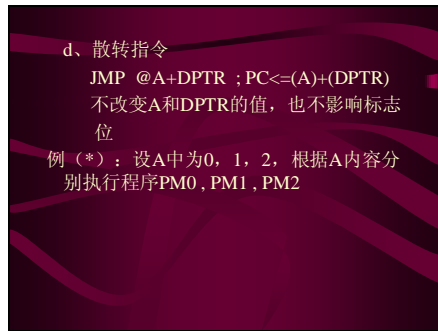 d、散转指令
JMP @A+DPTR ; PC<=(A)+(DPTR)
不改变A和DPTR的值，也不影响标志
位
例（*）：设A中为0，1，2，根据A内容分
别执行程序PM0 , PM1 , PM2